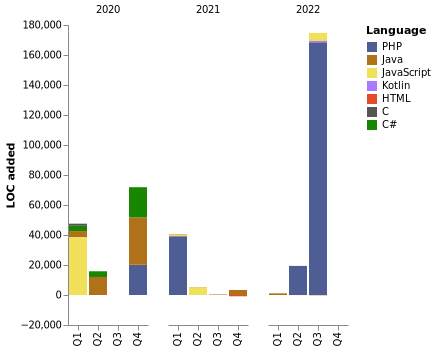 2020 2021 2022
Language
PHP
Java
JavaScript
Kotlin
HTML
C
C#
LOC added
180,000
160,000
140,000
120,000
100,000
80,000
60,000
40,000
20,000
0
−20,000
Q1 Q2 Q3 Q4 Q1 Q2 Q3 Q4 Q1 Q2 Q3 Q4